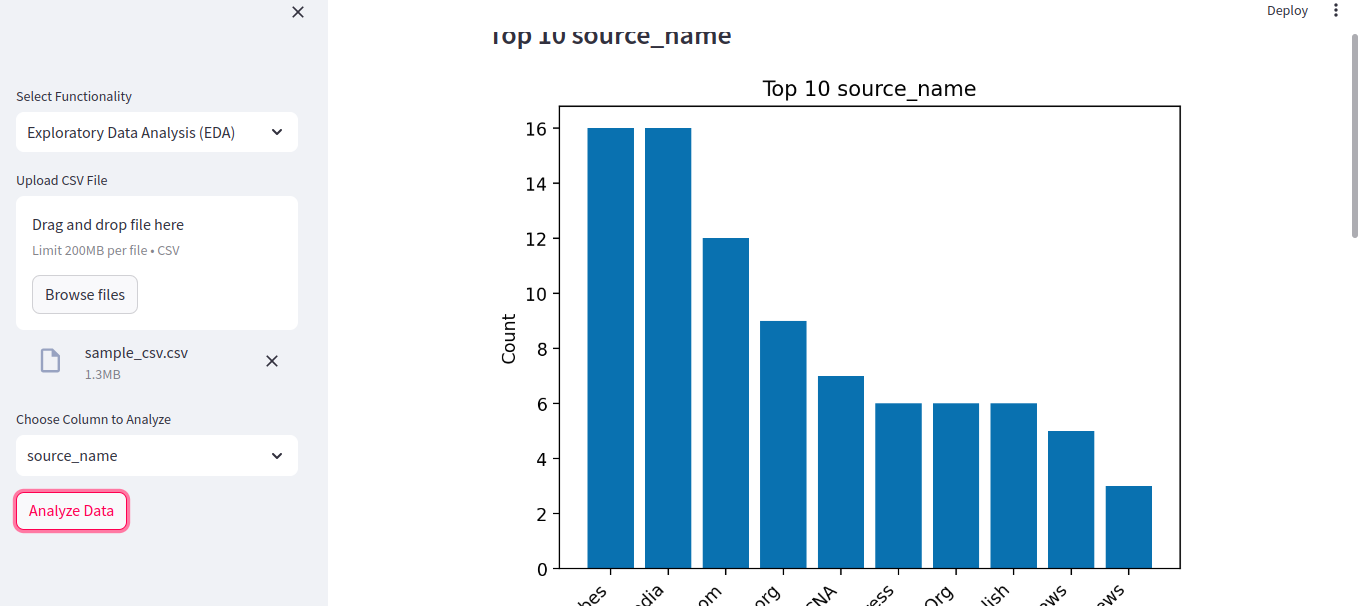 Deploy
Select Functionality
Exploratory Data Analysis (EDA)
Upload CSV File
Drag and drop file here
Limit 200MB per file • CSV
Browse files
sample_csv.csv
1.3MB
Choose Column to Analyze
source_name
Analyze Data
Top 10 source_name
Top 10 source_name
Count
16
14
12
10
8
6
4
2
0